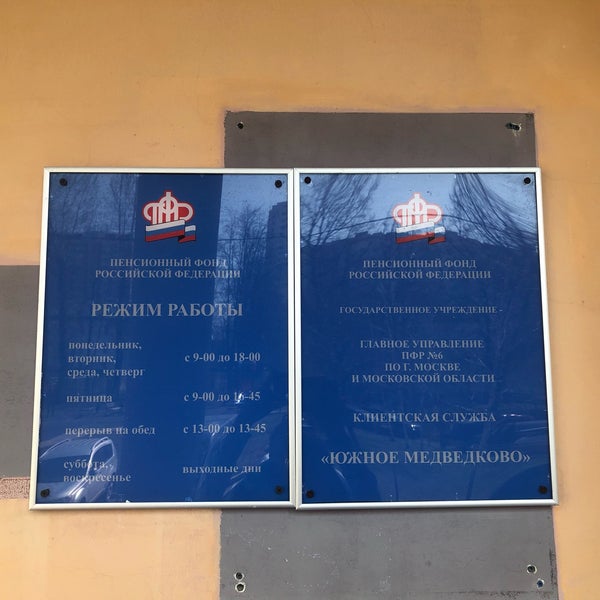 ПЕНСИОННЫЙ ФОНД
РОССИЙСКОЙ ФЕДЕРАЦИИ
РЕЖИМ РАБОТЫ
понедельник,
вторник,
среда, четверг
с 9-00 до 18-00
пятница
с 9-00 до 16-45
перерыв на обед
с 13-00 до 13-45
суббота,
воскресенье
выходные дни
ПЕНСИОННЫЙ ФОНД
РОССИЙСКОЙ ФЕДЕРАЦИИ
ГОСУДАРСТВЕННОЕ УЧРЕЖДЕНИЕ -
ГЛАВНОЕ УПРАВЛЕНИЕ
ПФР №6
ПО Г. МОСКВЕ
И МОСКОВСКОЙ ОБЛАСТИ
КЛИЕНТСКАЯ СЛУЖБА
«ЮЖНОЕ МЕДВЕДКОВО»